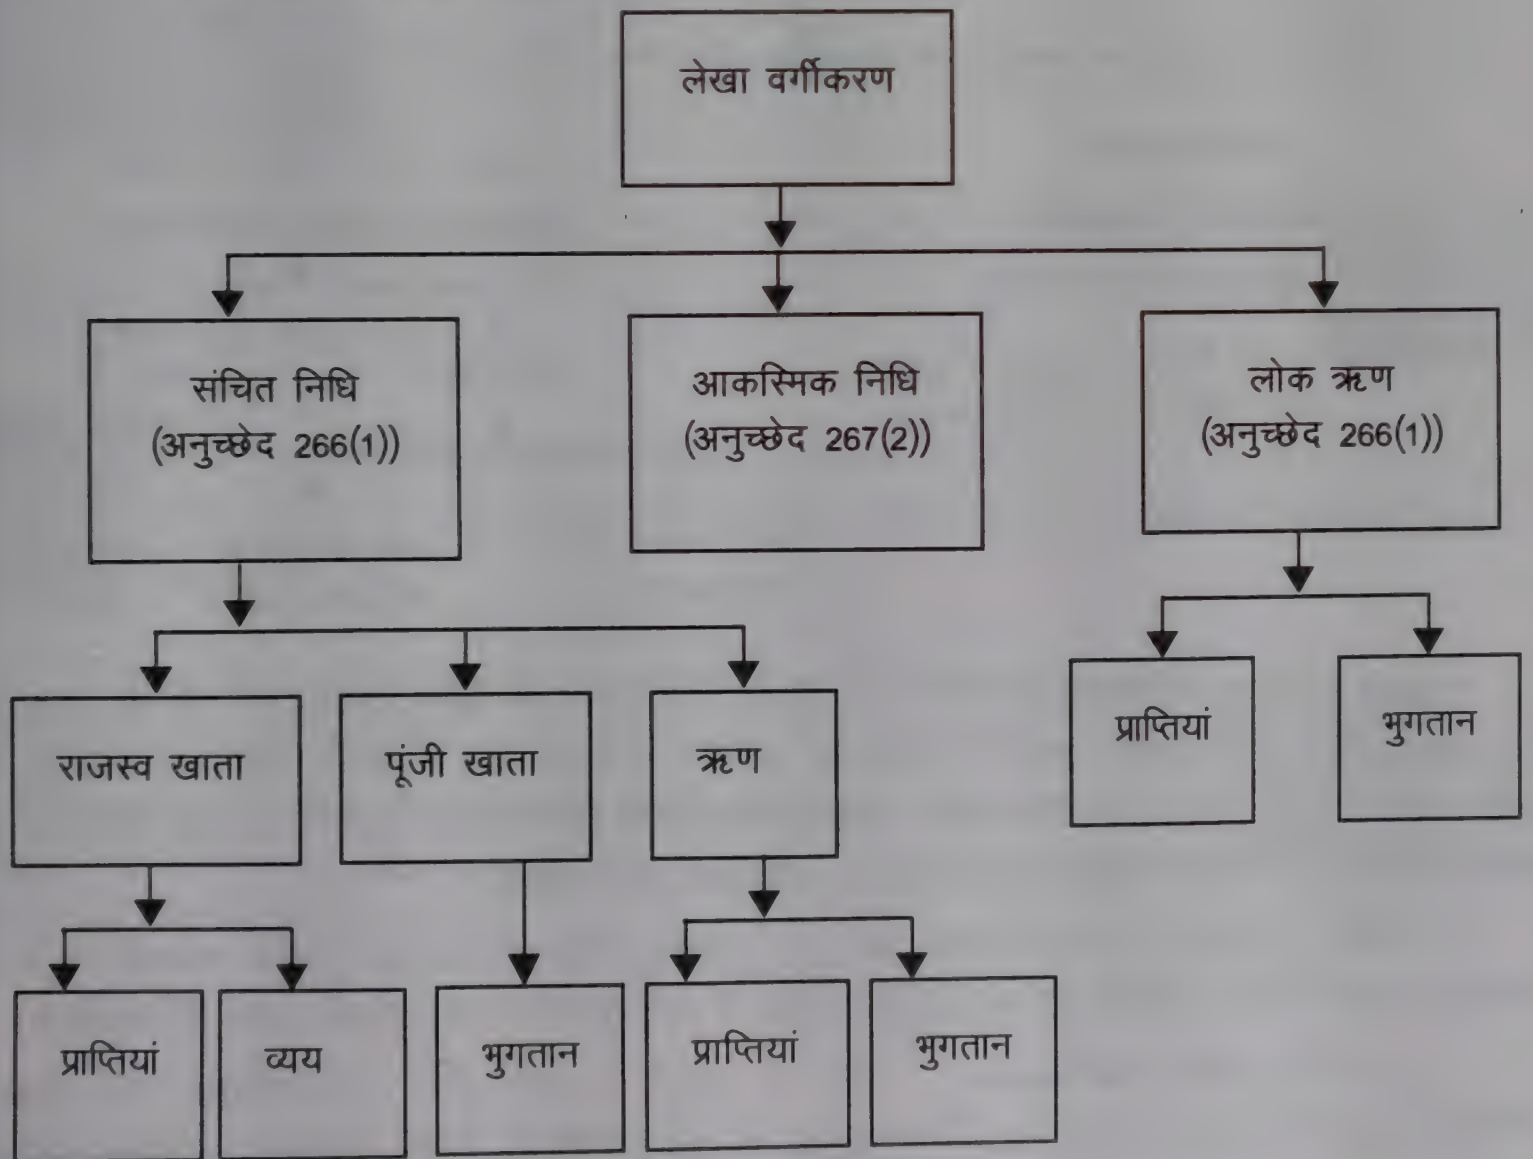 लेखा वर्गीकरण
संचित निधि
(अनुच्छेद 266(1))
आकस्मिक निधि
(अनुच्छेद 267(2))
लोक ऋण
(अनुच्छेद 266(1))
राजस्व खाता
पूंजी खाता
ऋण
प्राप्तियां
भुगतान
प्राप्तियां
व्यय
भुगतान
प्राप्तियां
भुगतान